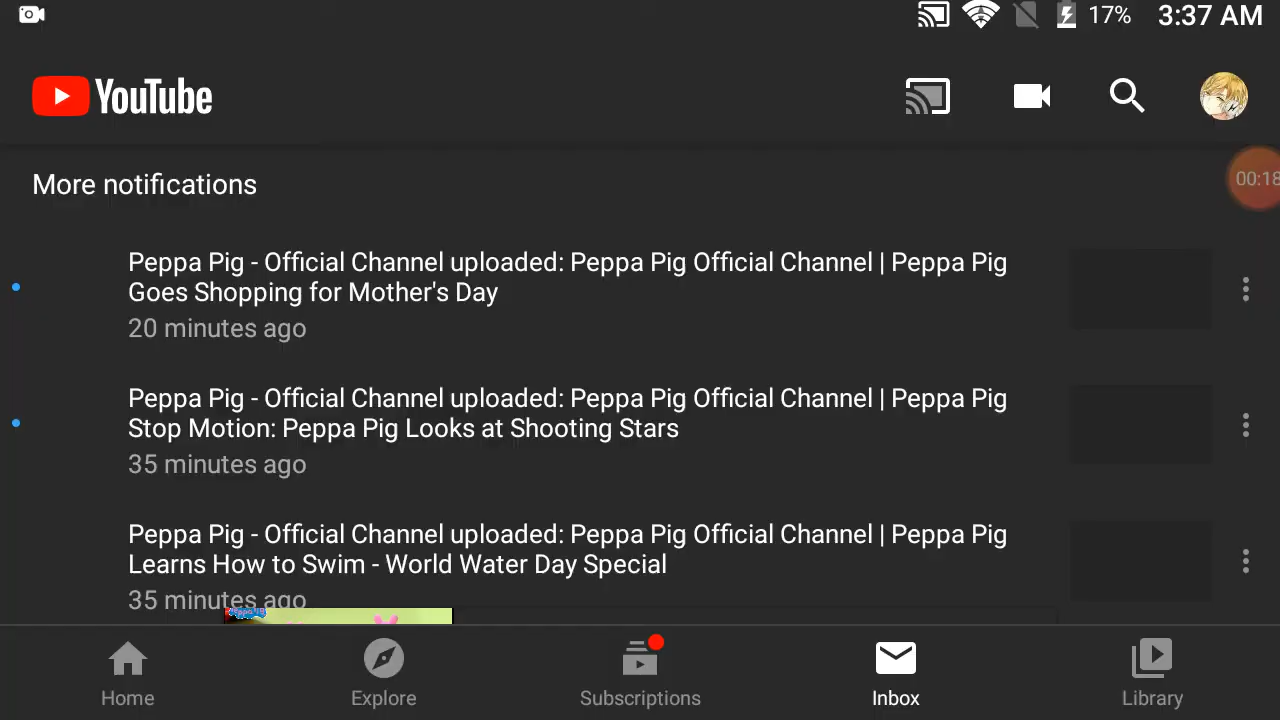 17% 3:37 AM
YouTube
More notifications
00:18
Peppa Pig - Official Channel uploaded: Peppa Pig Official Channel | Peppa Pig
Goes Shopping for Mother's Day
20 minutes ago
Peppa Pig - Official Channel uploaded: Peppa Pig Official Channel | Peppa Pig
Stop Motion: Peppa Pig Looks at Shooting Stars
35 minutes ago
Peppa Pig - Official Channel uploaded: Peppa Pig Official Channel | Peppa Pig
Learns How to Swim - World Water Day Special
35 minutes ago
Home Explore Subscriptions Inbox Library